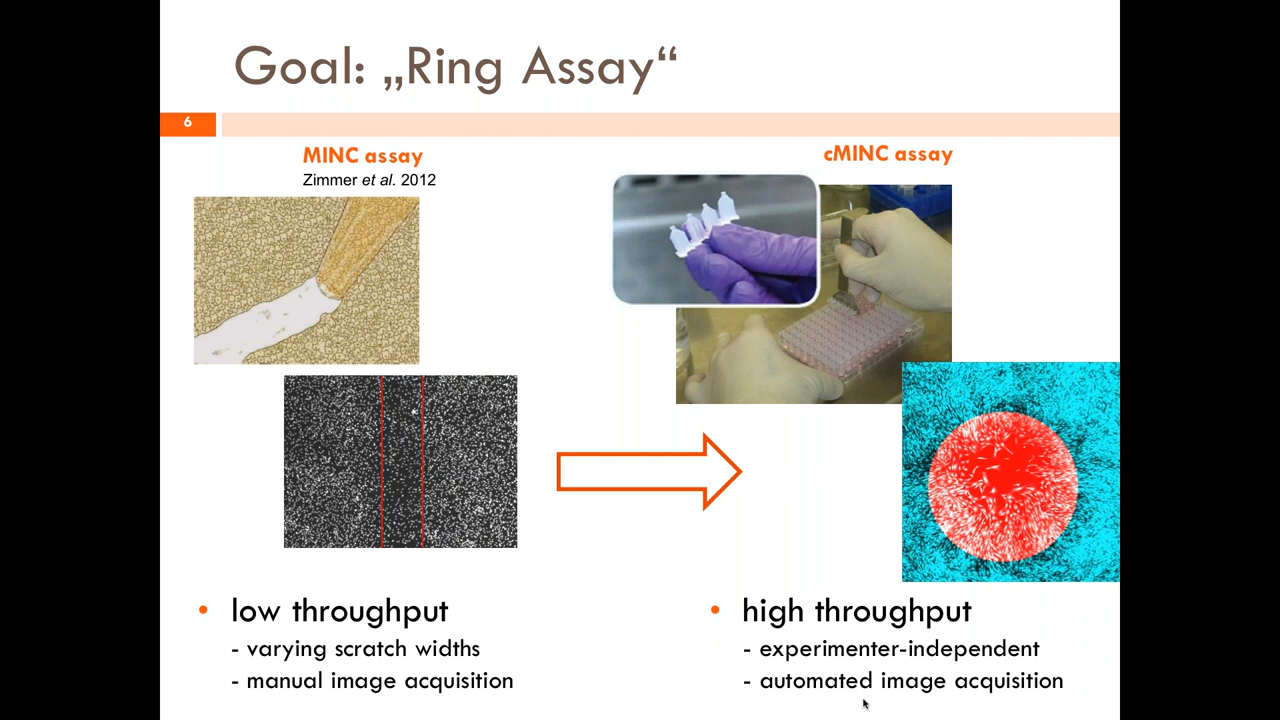 Goal: „Ring Assay“
6
MINC assay
Zimmer et al. 2012
cMINC assay
• low throughput
- varying scratch widths
- manual image acquisition
• high throughput
- experimenter-independent
- automated image acquisition